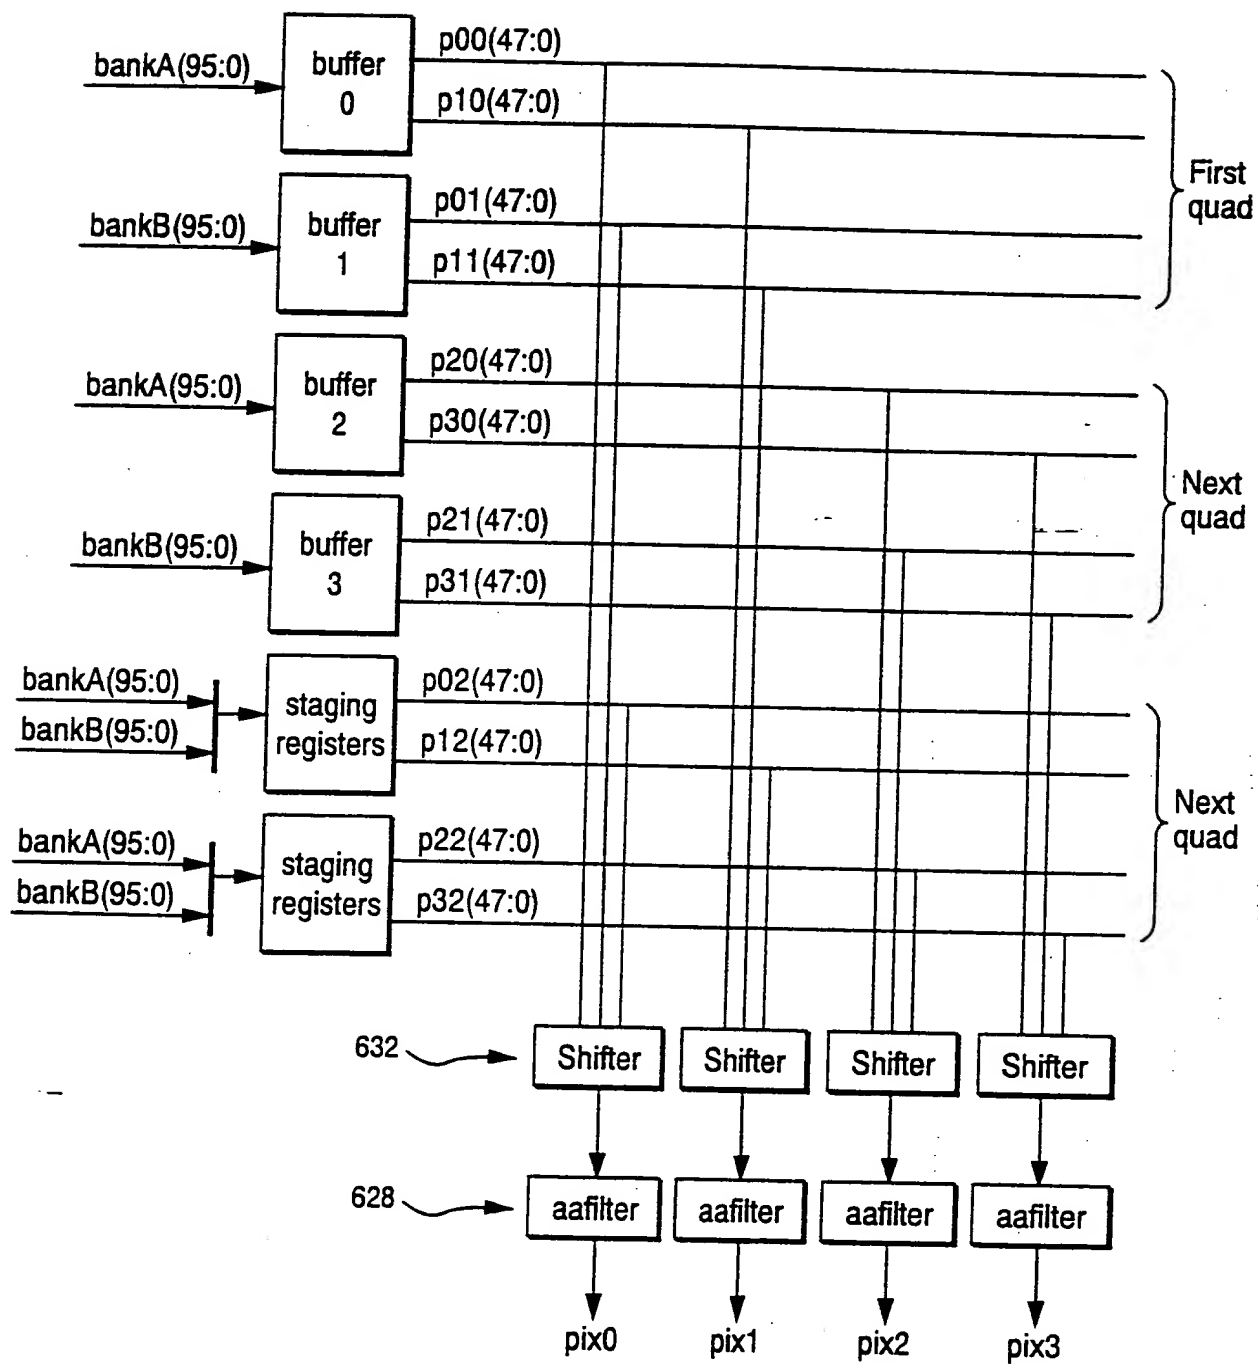 p00(47:0)
bankA(95:0)
buffer
0
p10(47:0)
First
quad
p01(47:0)
bankB(95:0)
buffer
1
p11(47:0)
p20(47:0)
bankA(95:0)
buffer
2
p30(47:0)
Next
quad
p21(47:0)
bankB(95:0)
buffer
3
p31(47:0)
bankA(95:0)
bankB(95:0)
staging
registers
p02(47:0)
p12(47:0)
Next
quad
bankA(95:0)
bankB(95:0)
staging
registers
p22(47:0)
p32(47:0)
632
Shifter Shifter Shifter Shifter
628
aafilter aafilter aafilter aafilter
pix0 pix1 pix2 pix3